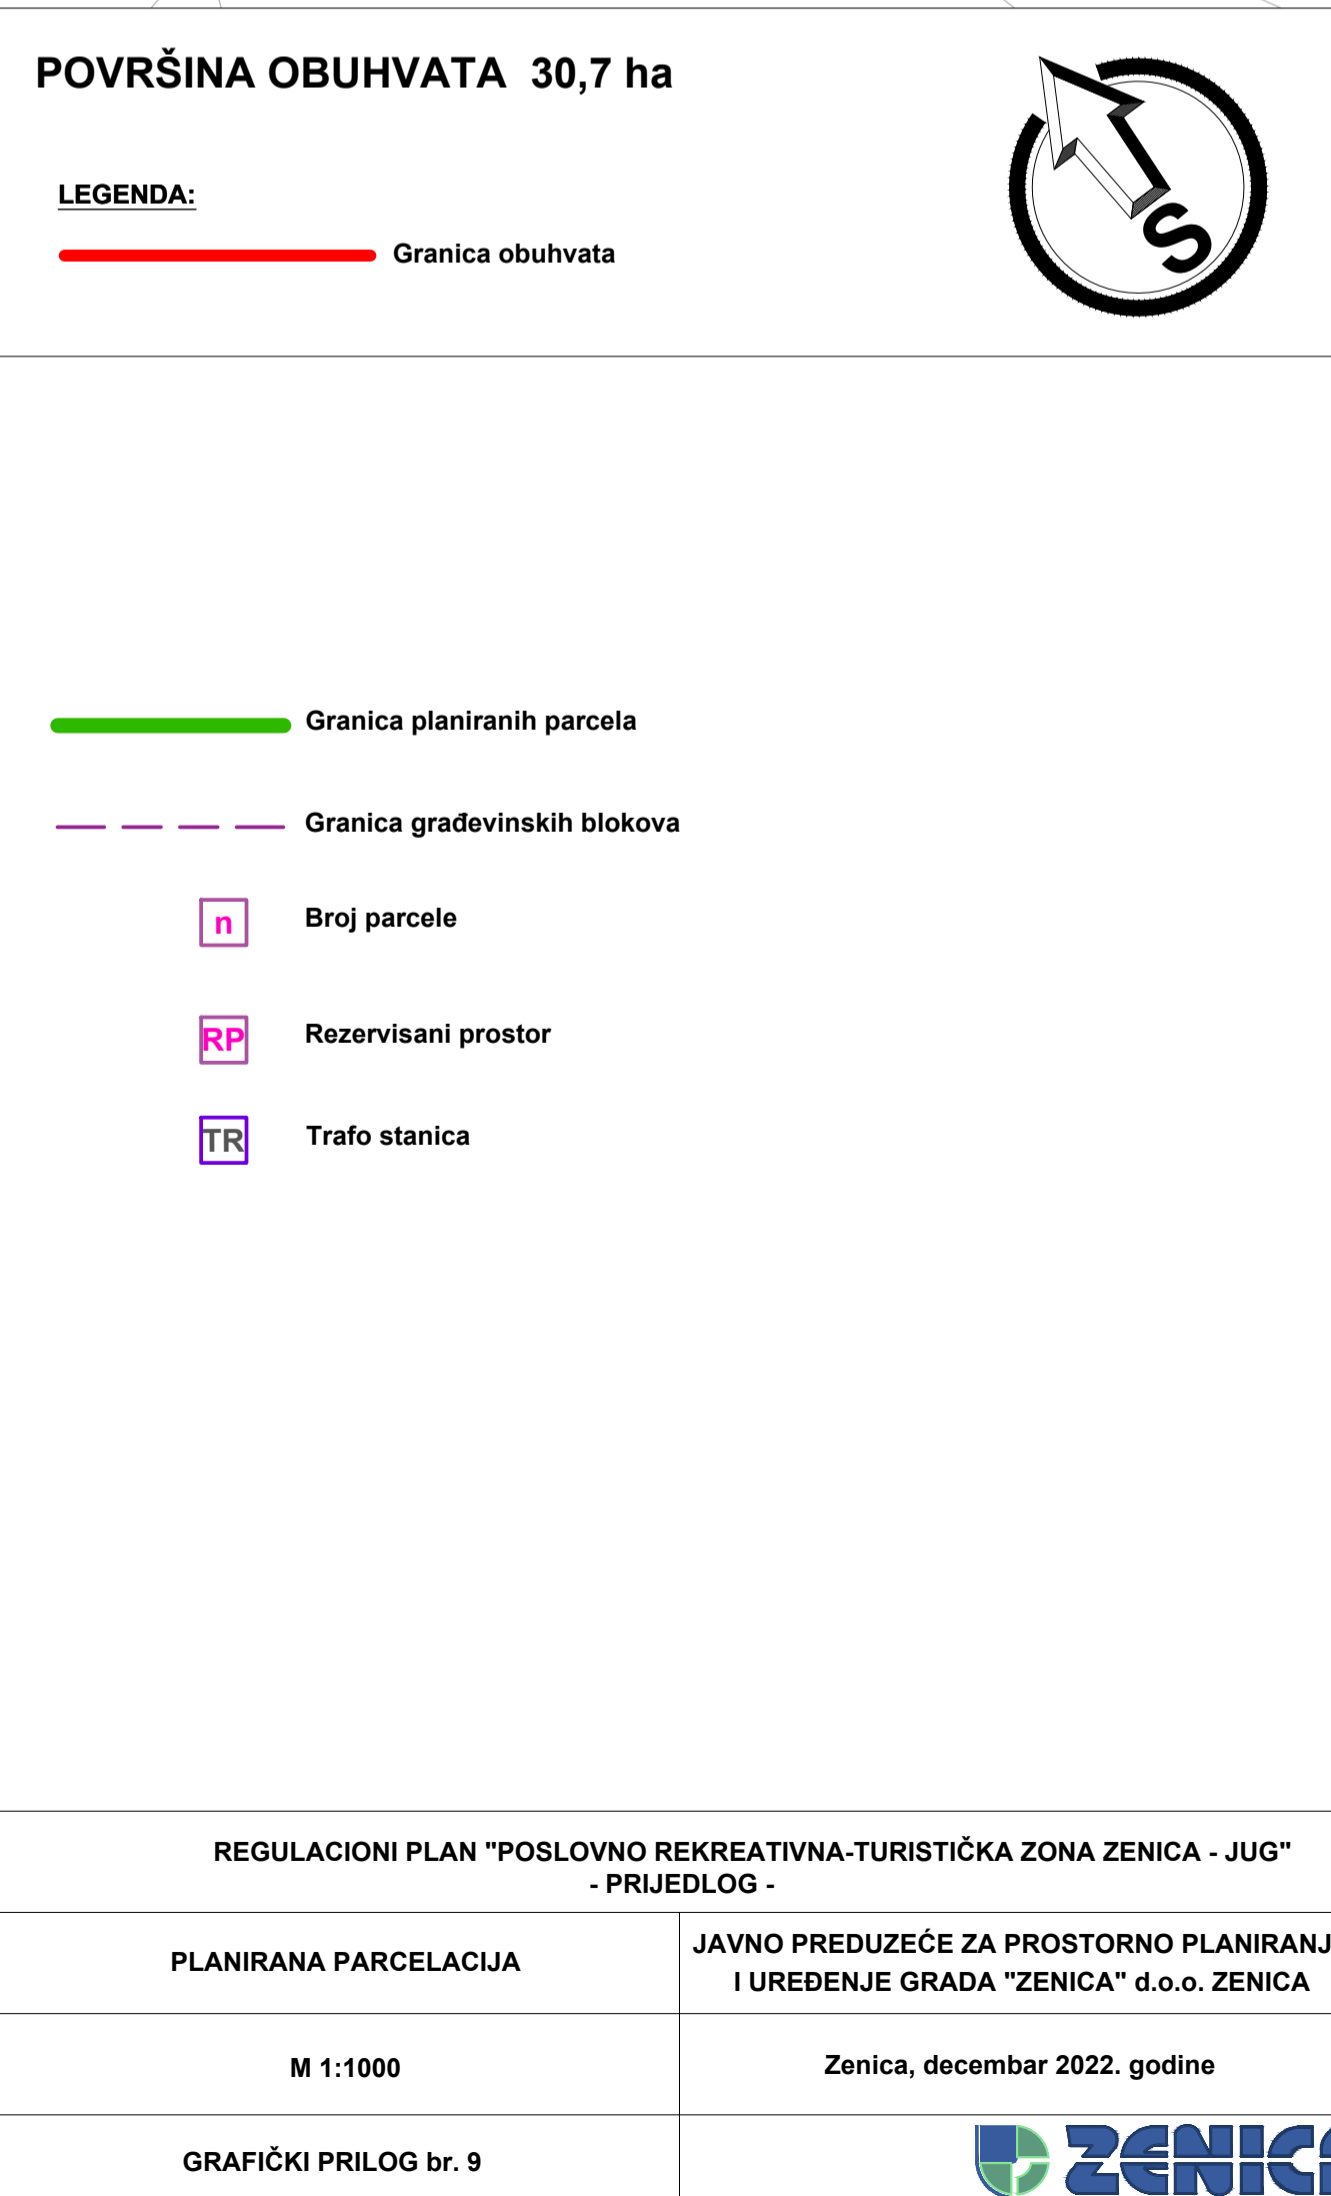 POVRŠINA OBUHVATA 30,7 ha
S
LEGENDA:
Granica obuhvata
Granica planiranih parcela
Granica građevinskih blokova
n Broj parcele
RP Rezervisani prostor
TR Trafo stanica
REGULACIONI PLAN "POSLOVNO REKREATIVNA-TURISTIČKA ZONA ZENICA - JUG"
- PRIJEDLOG -
PLANIRANA PARCELACIJA
JAVNO PREDUZEĆE ZA PROSTORNO PLANIRANJ
I UREĐENJE GRADA "ZENICA" d.o.o. ZENICA
M 1:1000
Zenica, decembar 2022. godine
GRAFIČKI PRILOG br. 9
ZENICA